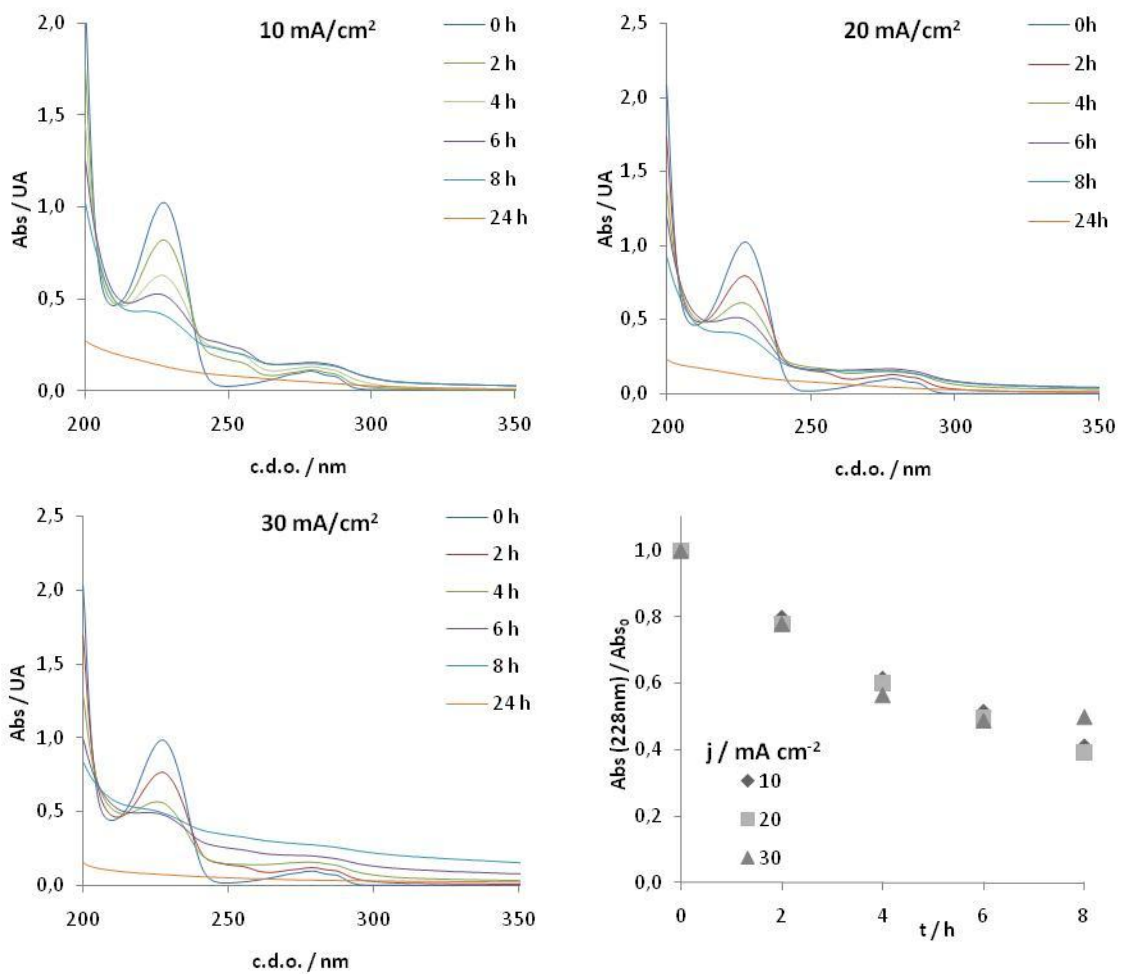 10 mA/cm²
2,0
1,5
1,0
0,5
0,0
Abs / UA
200
250
300
350
c.d.o. / nm
0 h
2 h
4 h
6 h
8 h
24 h
20 mA/cm²
2,5
2,0
1,5
1,0
0,5
0,0
Abs / UA
200
250
300
350
c.d.o. / nm
0h
2h
4h
6h
8h
24h
30 mA/cm²
2,5
2,0
1,5
1,0
0,5
0,0
Abs / UA
200
250
300
350
c.d.o. / nm
0 h
2 h
4 h
6 h
8 h
24 h
1,0
0.8
0.6
0.4
0.2
0.0
Abs (228nm) / Abs₀
j / mA cm⁻²
10
20
30
0
2
4
6
8
t / h